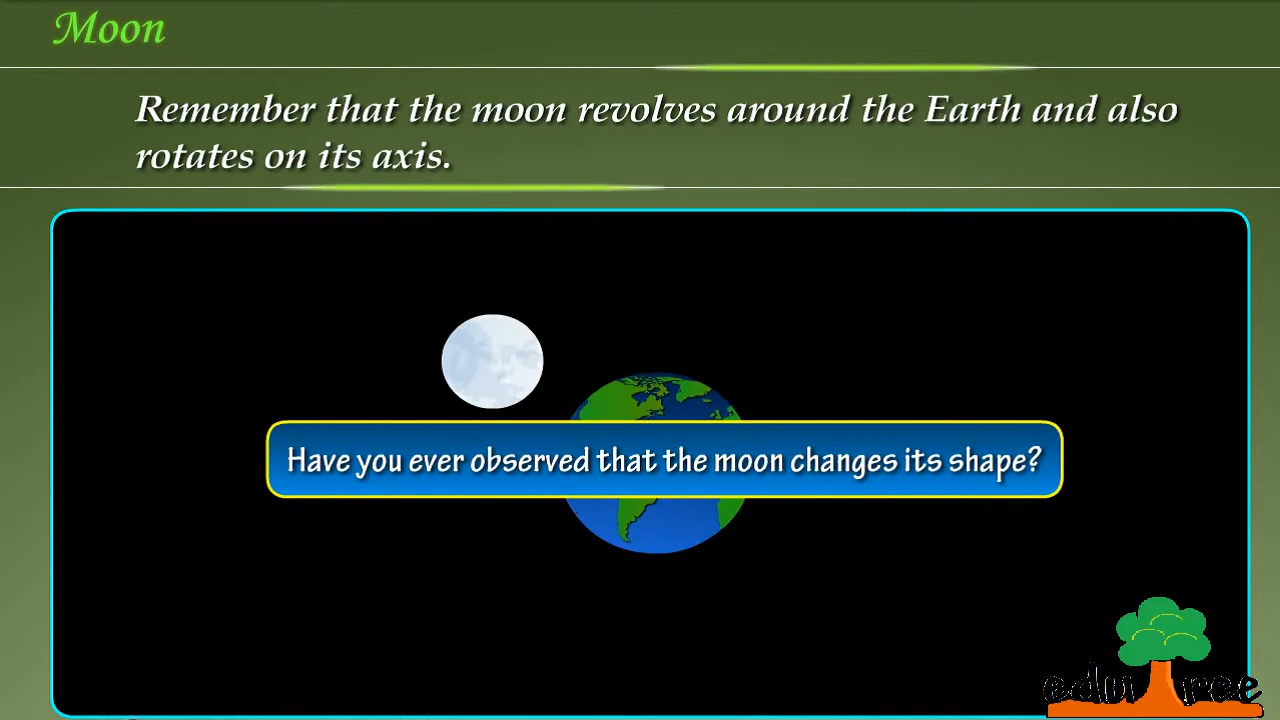 Moon
Remember that the moon revolves around the Earth and also
rotates on its axis.
Have you ever observed that the moon changes its shape?
edutree